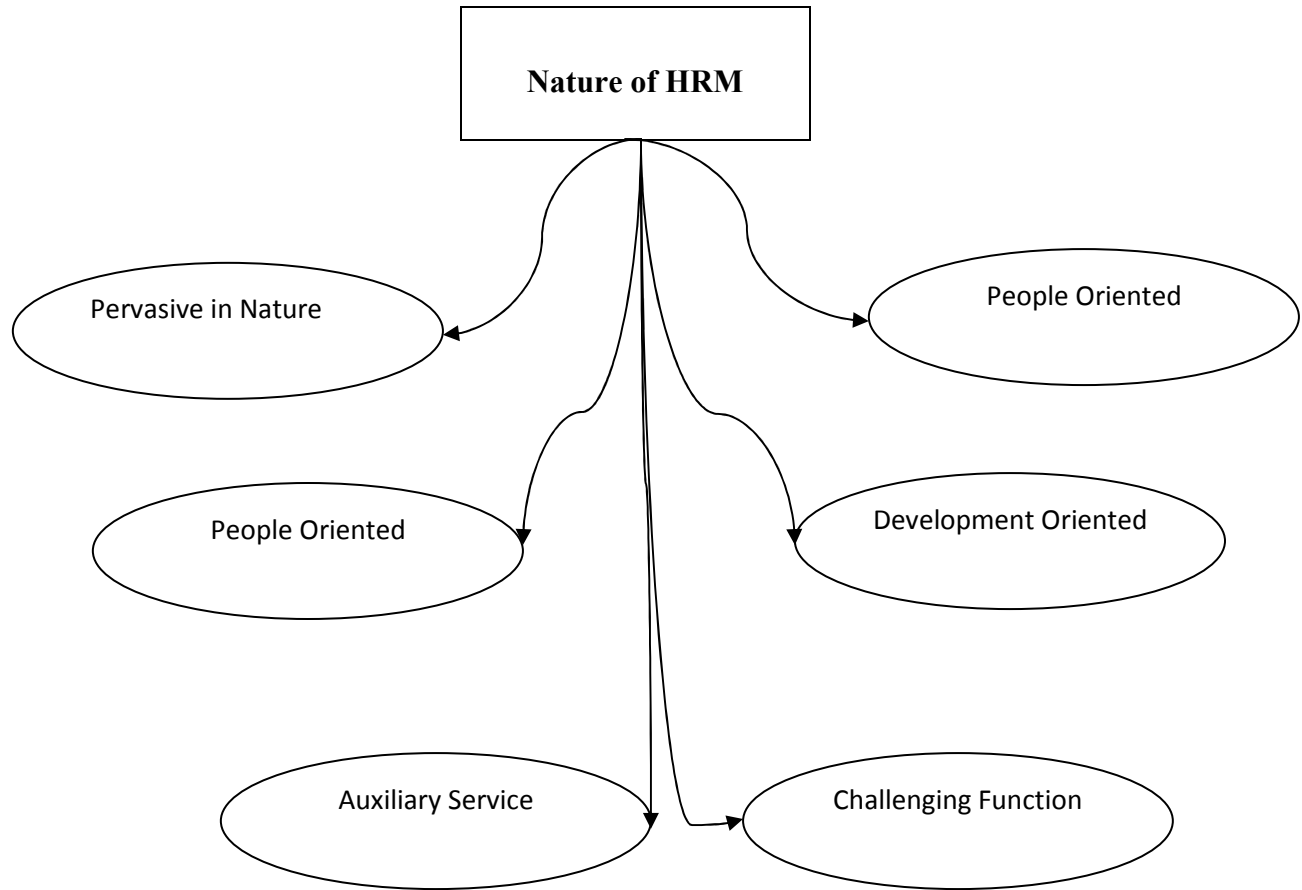 Nature of HRM
Pervasive in Nature
People Oriented
People Oriented
Development Oriented
Auxiliary Service
Challenging Function